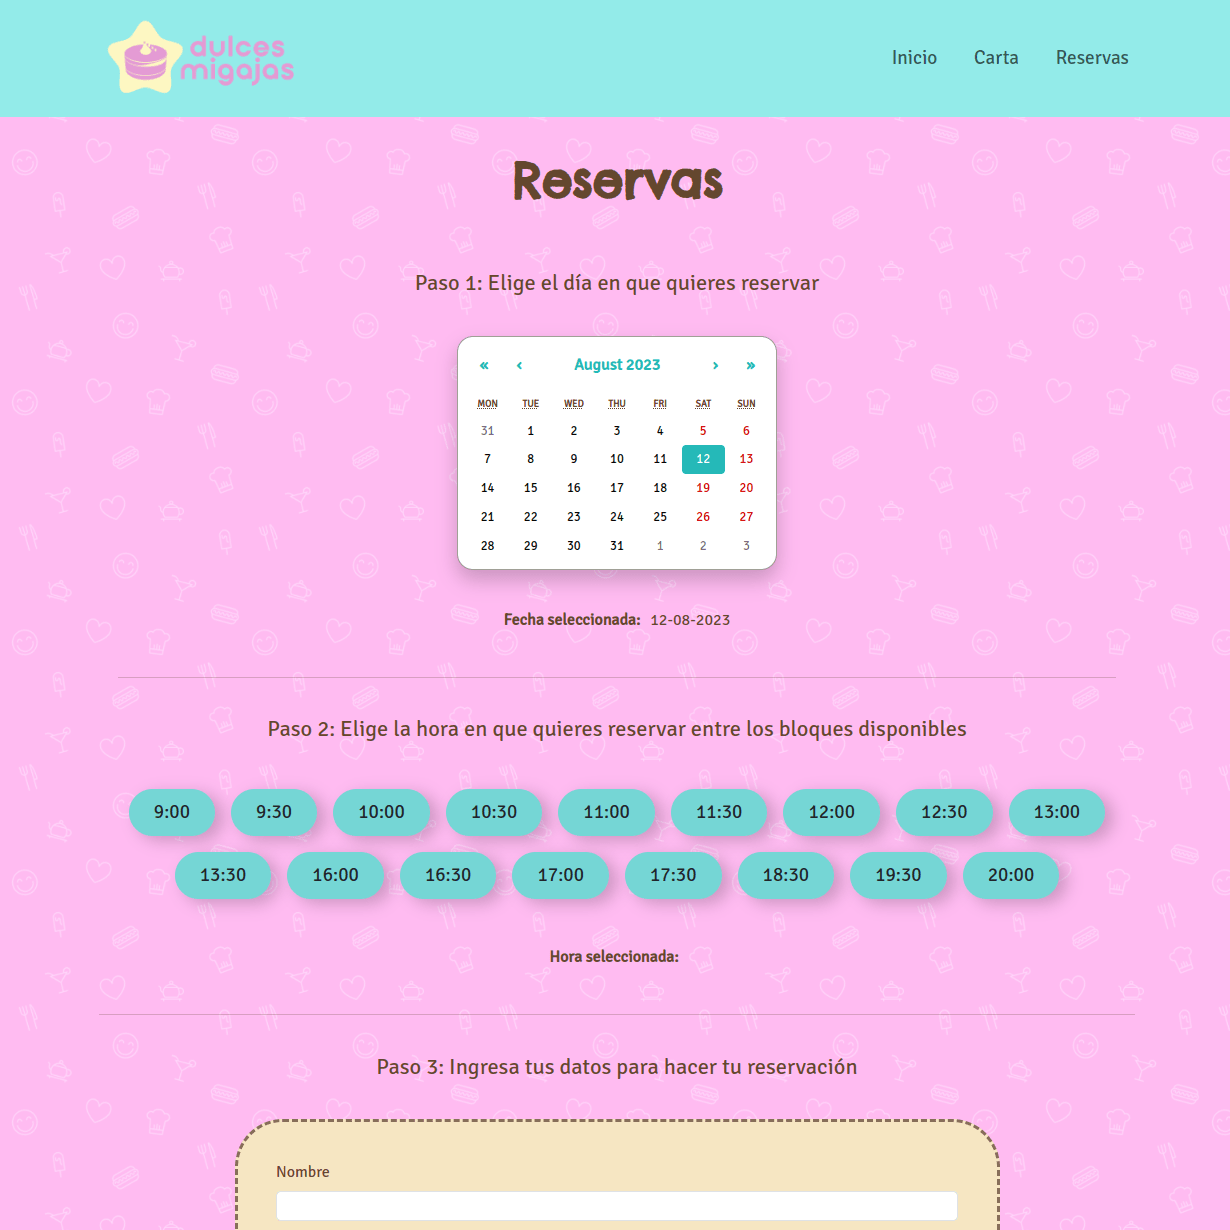 dulces
migajas
Inicio Carta Reservas
Reservas
Paso 1: Elige el día en que quieres reservar
« ‹ August 2023 › »
MON TUE WED THU FRI SAT SUN
31 1 2 3 4 5 6
7 8 9 10 11 12 13
14 15 16 17 18 19 20
21 22 23 24 25 26 27
28 29 30 31 1 2 3
Fecha seleccionada: 12-08-2023
Paso 2: Elige la hora en que quieres reservar entre los bloques disponibles
9:00 9:30 10:00 10:30 11:00 11:30 12:00 12:30 13:00
13:30 16:00 16:30 17:00 17:30 18:30 19:30 20:00
Hora seleccionada:
Paso 3: Ingresa tus datos para hacer tu reservación
Nombre